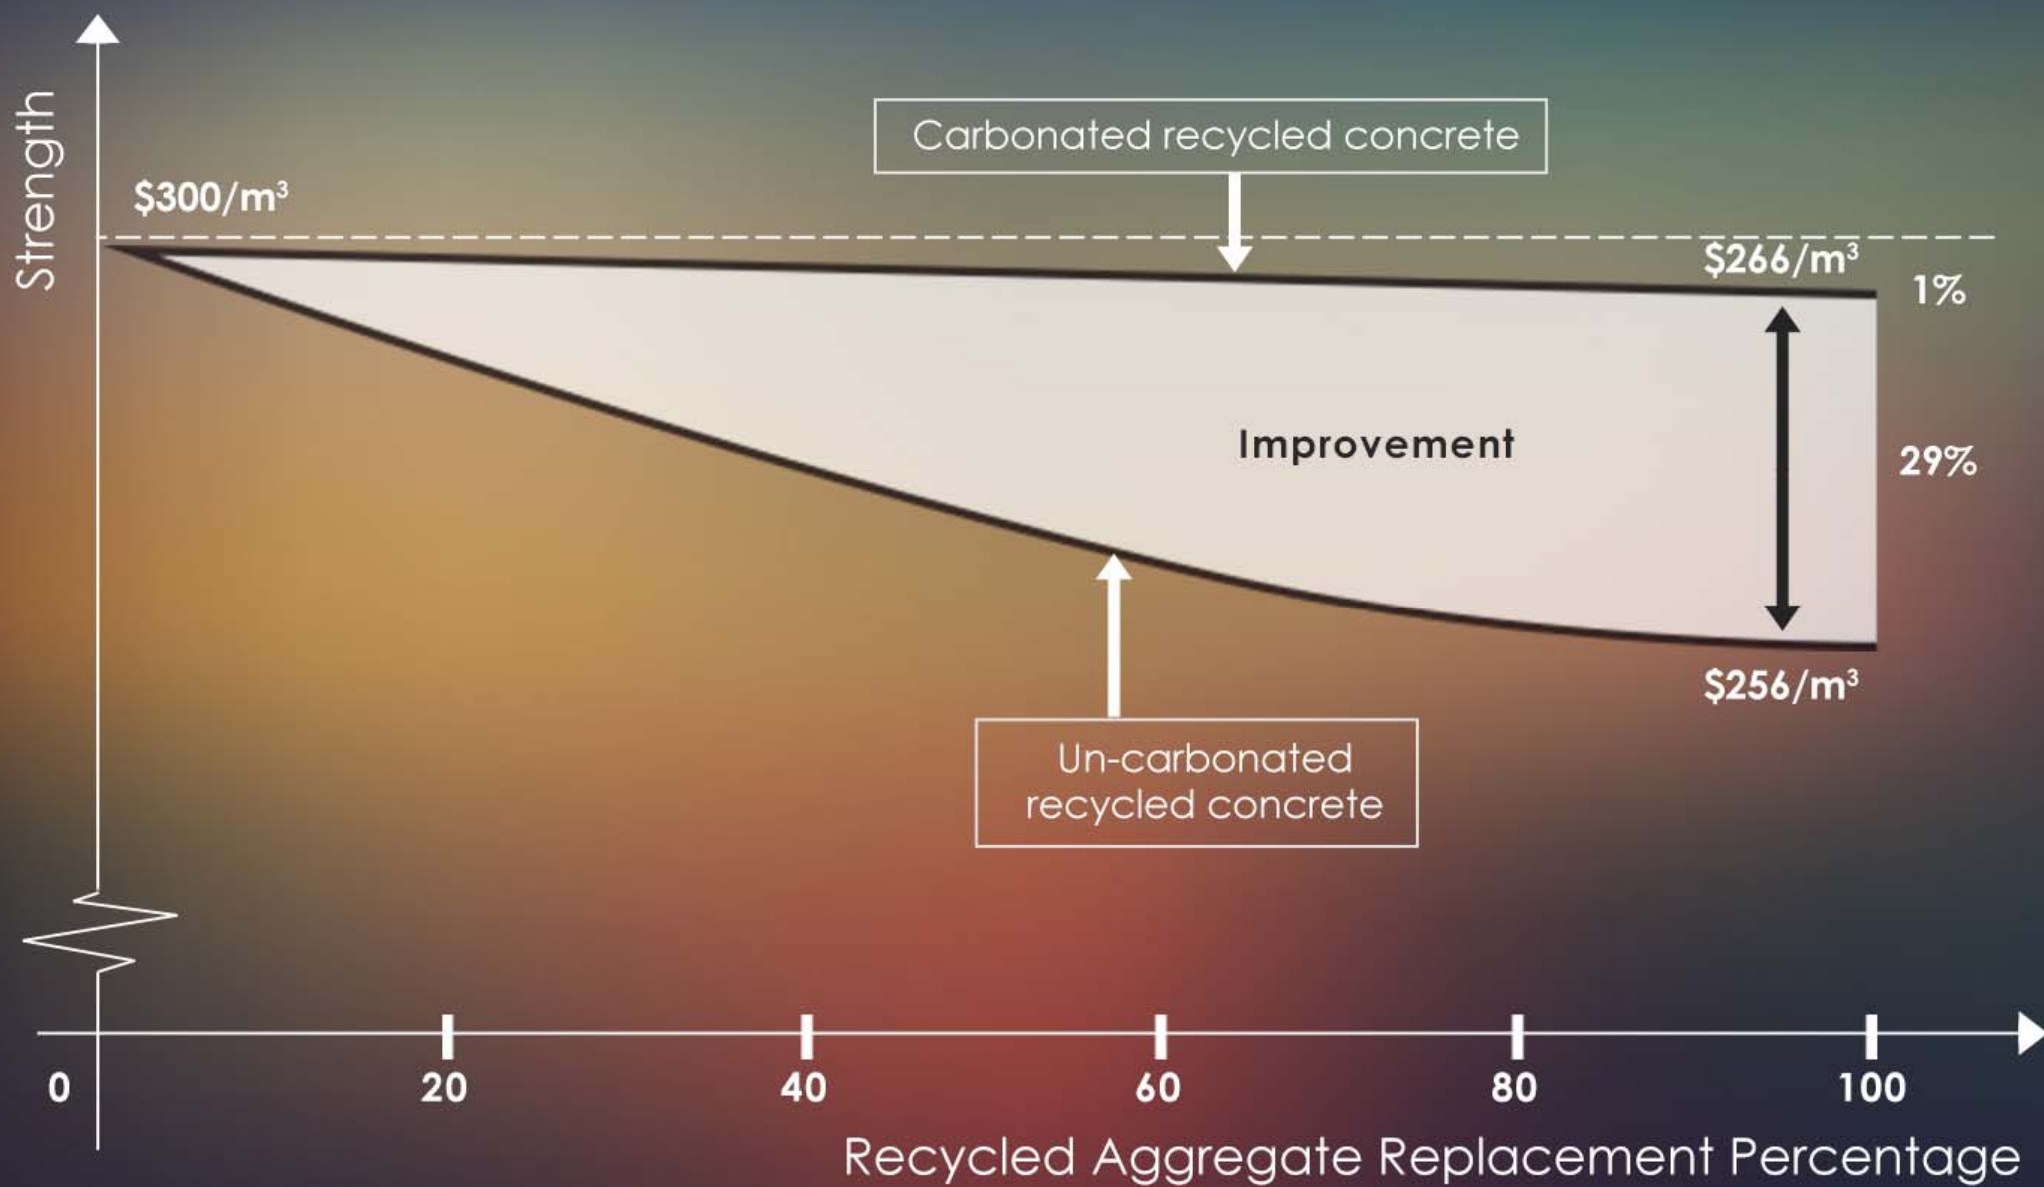 Strength
Carbonated recycled concrete
$300/m³
$266/m³
1%
Improvement
29%
$256/m³
Un-carbonated
recycled concrete
0 20 40 60 80 100
Recycled Aggregate Replacement Percentage